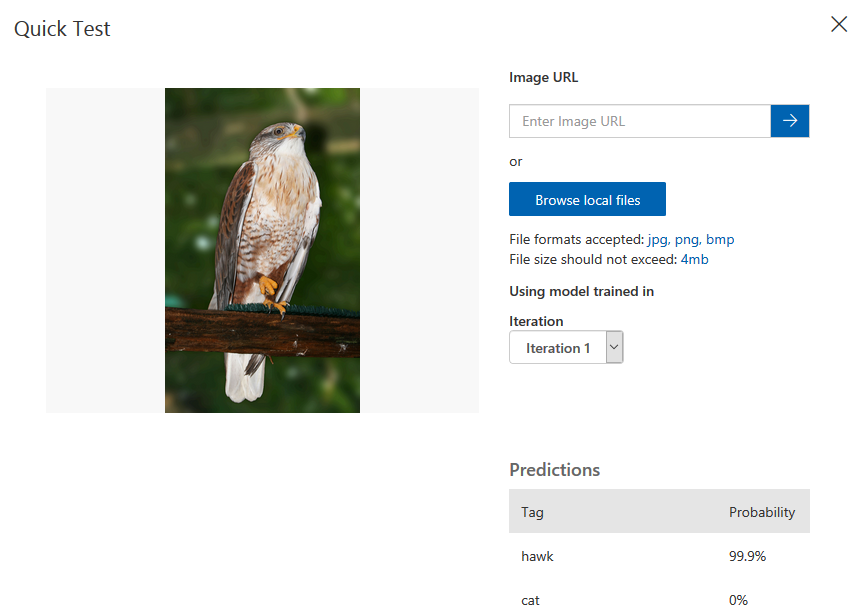 Quick Test
Image URL
Enter Image URL
or
Browse local files
File formats accepted: jpg, png, bmp
File size should not exceed: 4mb
Using model trained in
Iteration
Iteration 1
Predictions
Tag Probability
hawk 99.9%
cat 0%